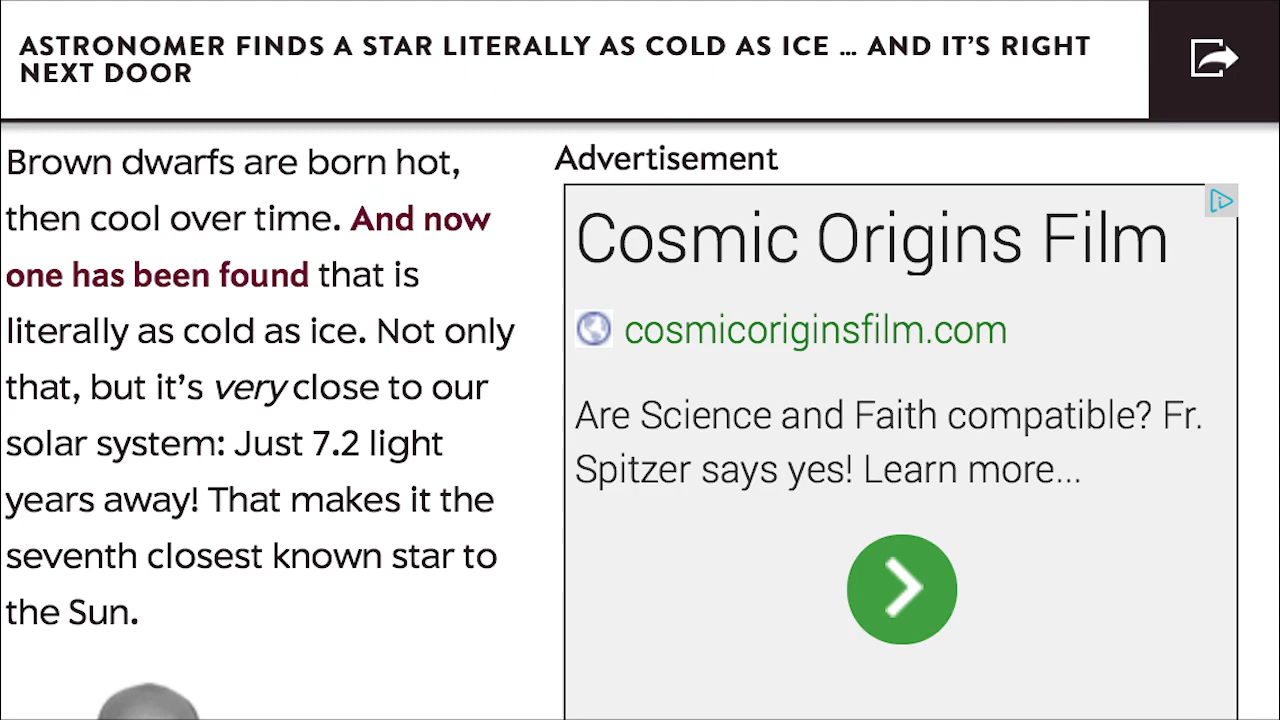 ASTRONOMER FINDS A STAR LITERALLY AS COLD AS ICE … AND IT'S RIGHT
NEXT DOOR
Brown dwarfs are born hot,
then cool over time. And now
one has been found that is
literally as cold as ice. Not only
that, but it's very close to our
solar system: Just 7.2 light
years away! That makes it the
seventh closest known star to
the Sun.
Advertisement
Cosmic Origins Film
cosmicoriginsfilm.com
Are Science and Faith compatible? Fr.
Spitzer says yes! Learn more...